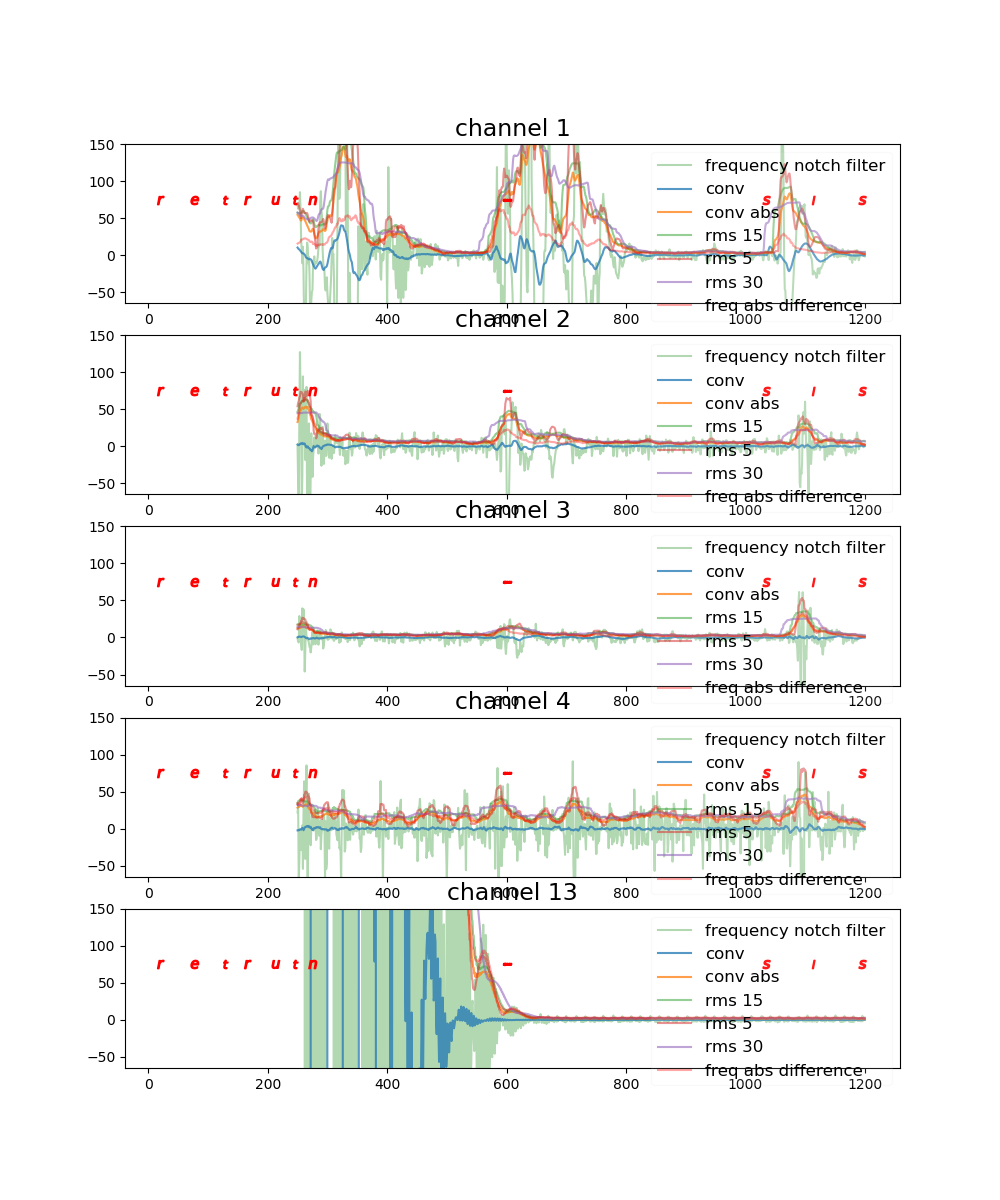 channel 1
150
100
50
0
−50
r e t r u t n − s ı s
frequency notch filter
conv
conv abs
rms 15
rms 5
rms 30
freq abs difference
0 200 400 600 800 1000 1200
channel 2
150
100
50
0
−50
r e t r u t n − s ı s
frequency notch filter
conv
conv abs
rms 15
rms 5
rms 30
freq abs difference
0 200 400 600 800 1000 1200
channel 3
150
100
50
0
−50
r e t r u t n − s ı s
frequency notch filter
conv
conv abs
rms 15
rms 5
rms 30
freq abs difference
0 200 400 600 800 1000 1200
channel 4
150
100
50
0
−50
r e t r u t n − s ı s
frequency notch filter
conv
conv abs
rms 15
rms 5
rms 30
freq abs difference
0 200 400 600 800 1000 1200
channel 13
150
100
50
0
−50
r e t r u t n − s ı s
frequency notch filter
conv
conv abs
rms 15
rms 5
rms 30
freq abs difference
0 200 400 600 800 1000 1200